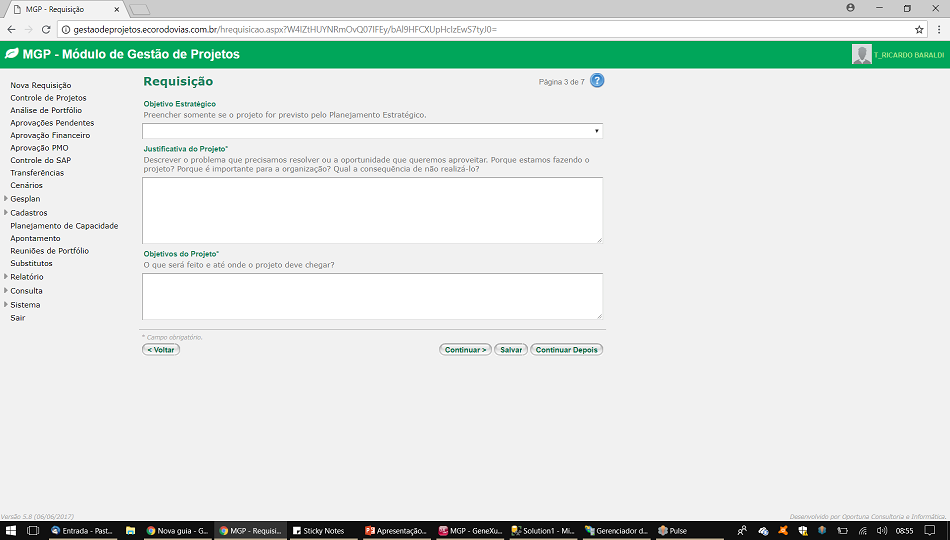 MGP - Requisição
gestaodeprojetos.ecorodovias.com.br/hrequisicao.aspx?W4lZtHUYNRmOvQ07IFEy/bAl9HFCXUpHclzEwS7tyJ0=
MGP - Módulo de Gestão de Projetos
T_RICARDO BARALDI
Nova Requisição
Controle de Projetos
Análise de Portfólio
Aprovações Pendentes
Aprovação Financeiro
Aprovação PMO
Controle do SAP
Transferências
Cenários
Gesplan
Cadastros
Planejamento de Capacidade
Apontamento
Reuniões de Portfólio
Substitutos
Relatório
Consulta
Sistema
Sair
Requisição
Página 3 de 7
?
Objetivo Estratégico
Preencher somente se o projeto for previsto pelo Planejamento Estratégico.
Justificativa do Projeto*
Descrever o problema que precisamos resolver ou a oportunidade que queremos aproveitar. Porque estamos fazendo o
projeto? Porque é importante para a organização? Qual a consequência de não realizá-lo?
Objetivos do Projeto*
O que será feito e até onde o projeto deve chegar?
* Campo obrigatório.
< Voltar
Continuar >
Salvar
Continuar Depois
Versão 5.8 (06/06/2017)
Desenvolvido por Oportuna Consultoria e Informática.
Entrada - Past...
Nova guia - G...
MGP - Requisi...
Sticky Notes
Apresentação...
MGP - GeneXu...
Solution1 - Mi...
Gerenciador d...
Pulse
08:55